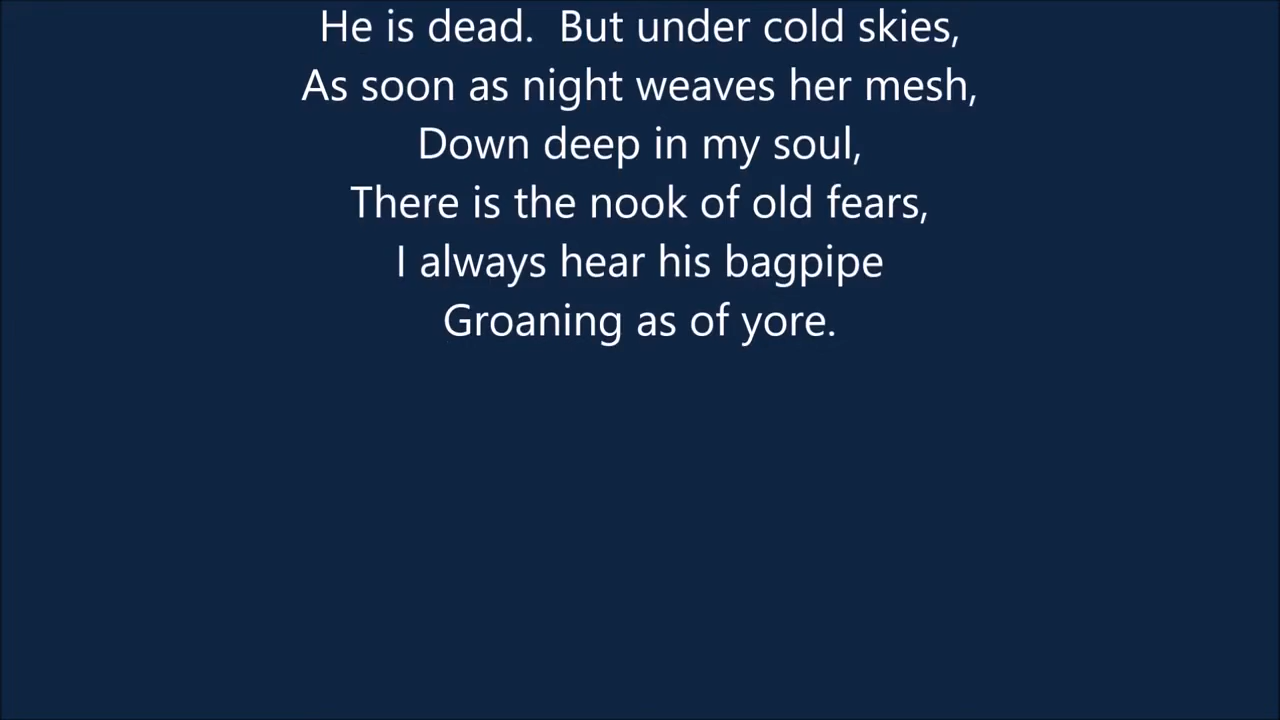 He is dead.  But under cold skies,
As soon as night weaves her mesh,
Down deep in my soul,
There is the nook of old fears,
I always hear his bagpipe
Groaning as of yore.